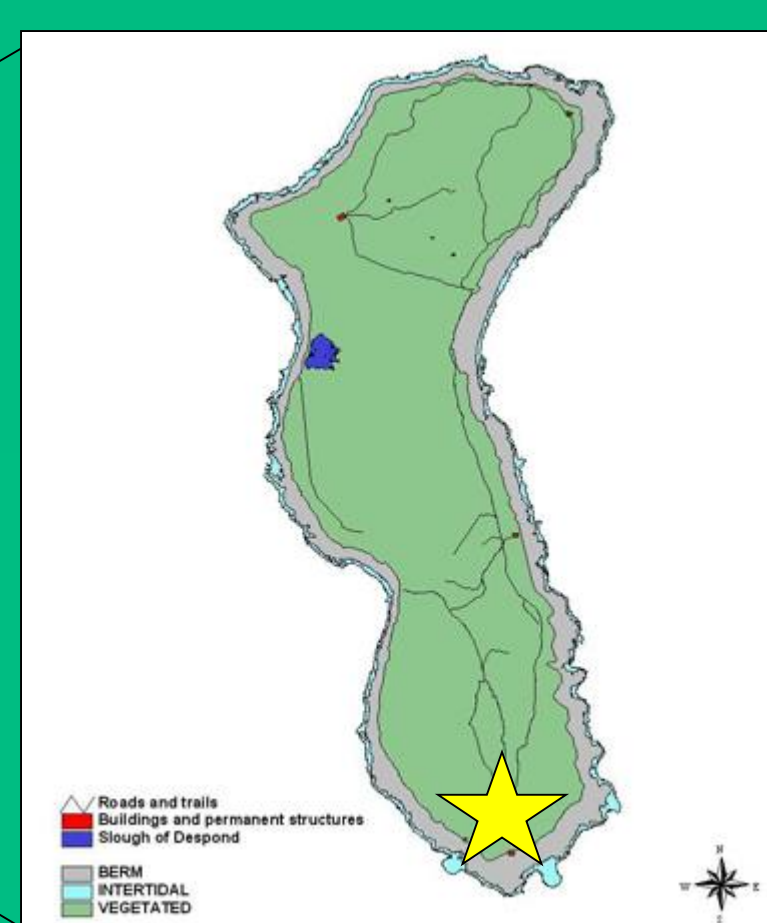 Roads and trails
Buildings and permanent structures
Slough of Despond
BERM
INTERTIDAL
VEGETATED
N
W E